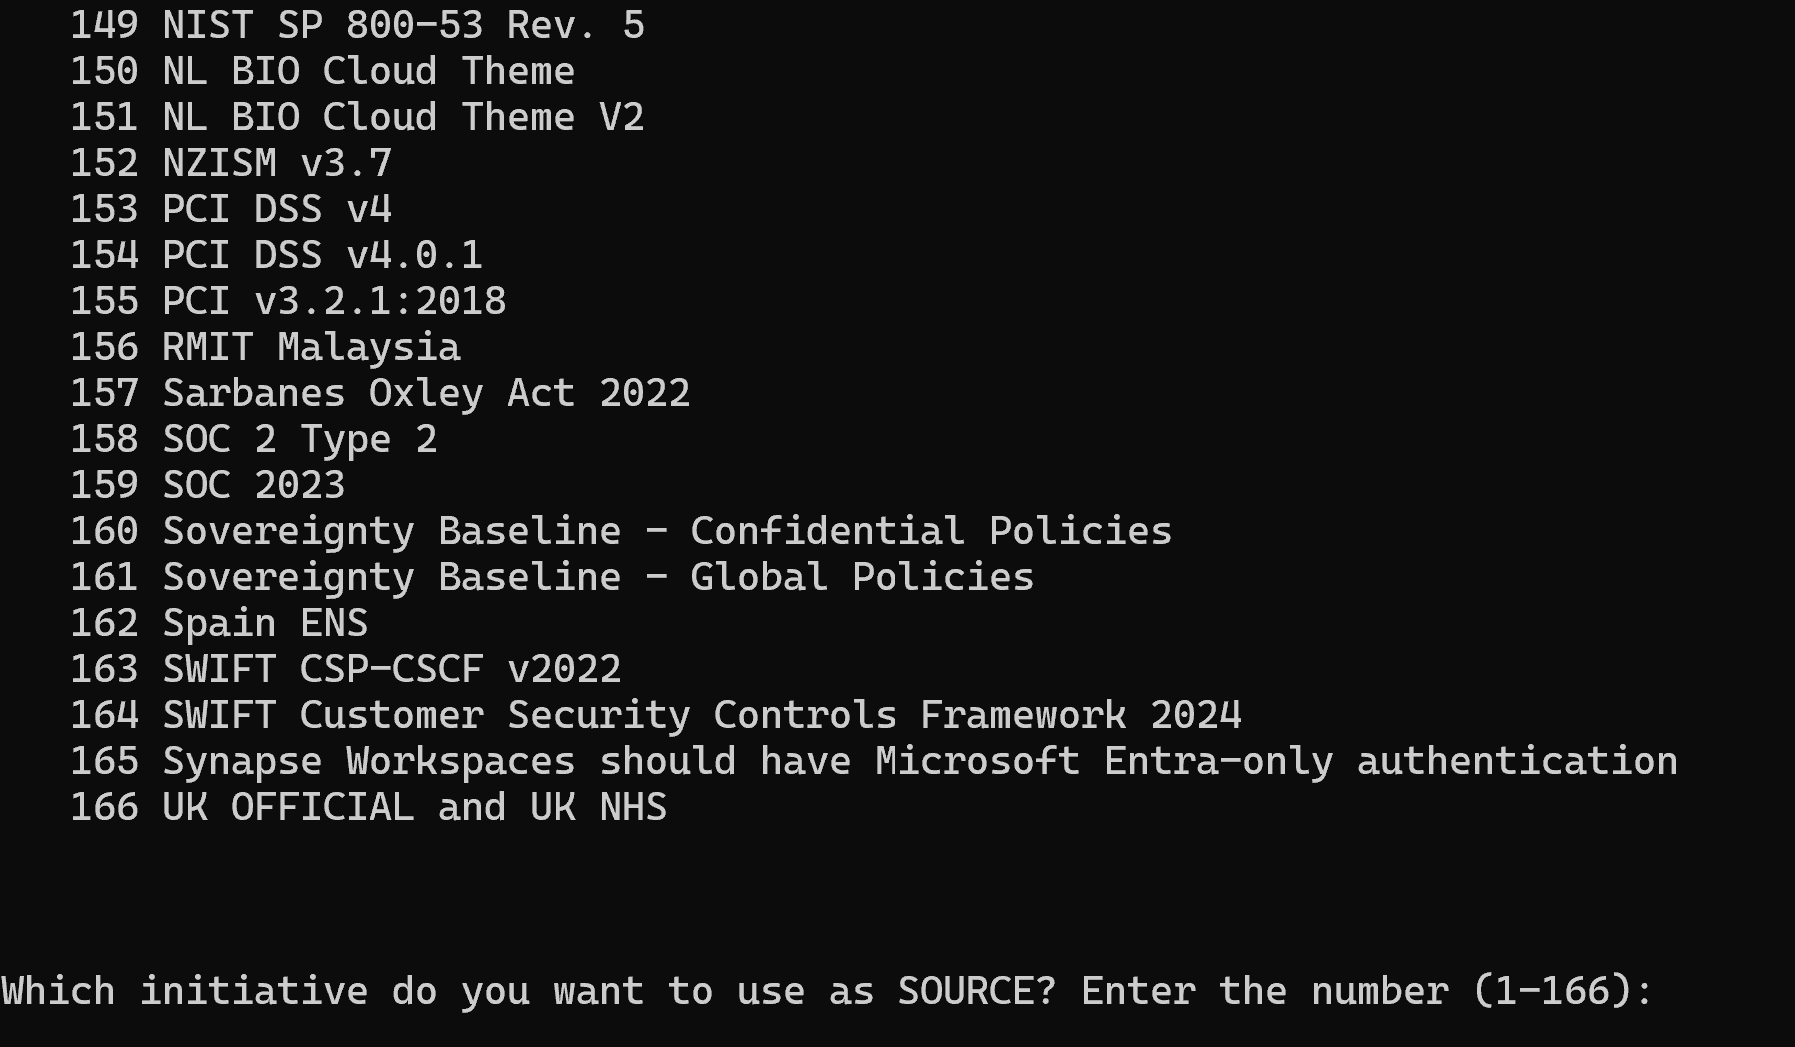 149 NIST SP 800-53 Rev. 5
150 NL BIO Cloud Theme
151 NL BIO Cloud Theme V2
152 NZISM v3.7
153 PCI DSS v4
154 PCI DSS v4.0.1
155 PCI v3.2.1:2018
156 RMIT Malaysia
157 Sarbanes Oxley Act 2022
158 SOC 2 Type 2
159 SOC 2023
160 Sovereignty Baseline - Confidential Policies
161 Sovereignty Baseline - Global Policies
162 Spain ENS
163 SWIFT CSP-CSCF v2022
164 SWIFT Customer Security Controls Framework 2024
165 Synapse Workspaces should have Microsoft Entra-only authentication
166 UK OFFICIAL and UK NHS
Which initiative do you want to use as SOURCE? Enter the number (1-166):